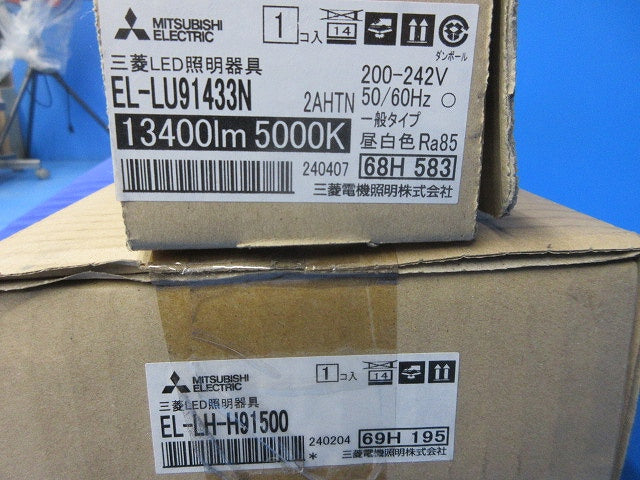 MITSUBISHI
ELECTRIC
1 コ入
14
ダンボール
三菱LED照明器具
EL-LU91433N
2AHTN
200-242V
50/60Hz ○
一般タイプ
13400lm 5000K
昼白色 Ra85
240407
68H 583
三菱電機照明株式会社
MITSUBISHI
ELECTRIC
1 コ入
14
三菱LED照明器具
EL-LH-H91500
240204
69H 195
*
三菱電機照明株式会社